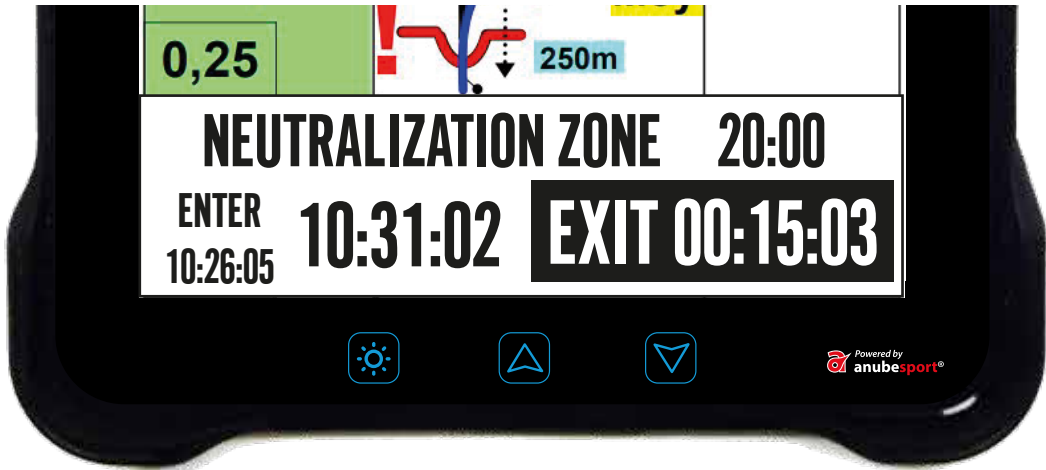 0,25
!
250m
NEUTRALIZATION ZONE 20:00
ENTER
10:26:05
10:31:02
EXIT 00:15:03
Powered by
anubesport®